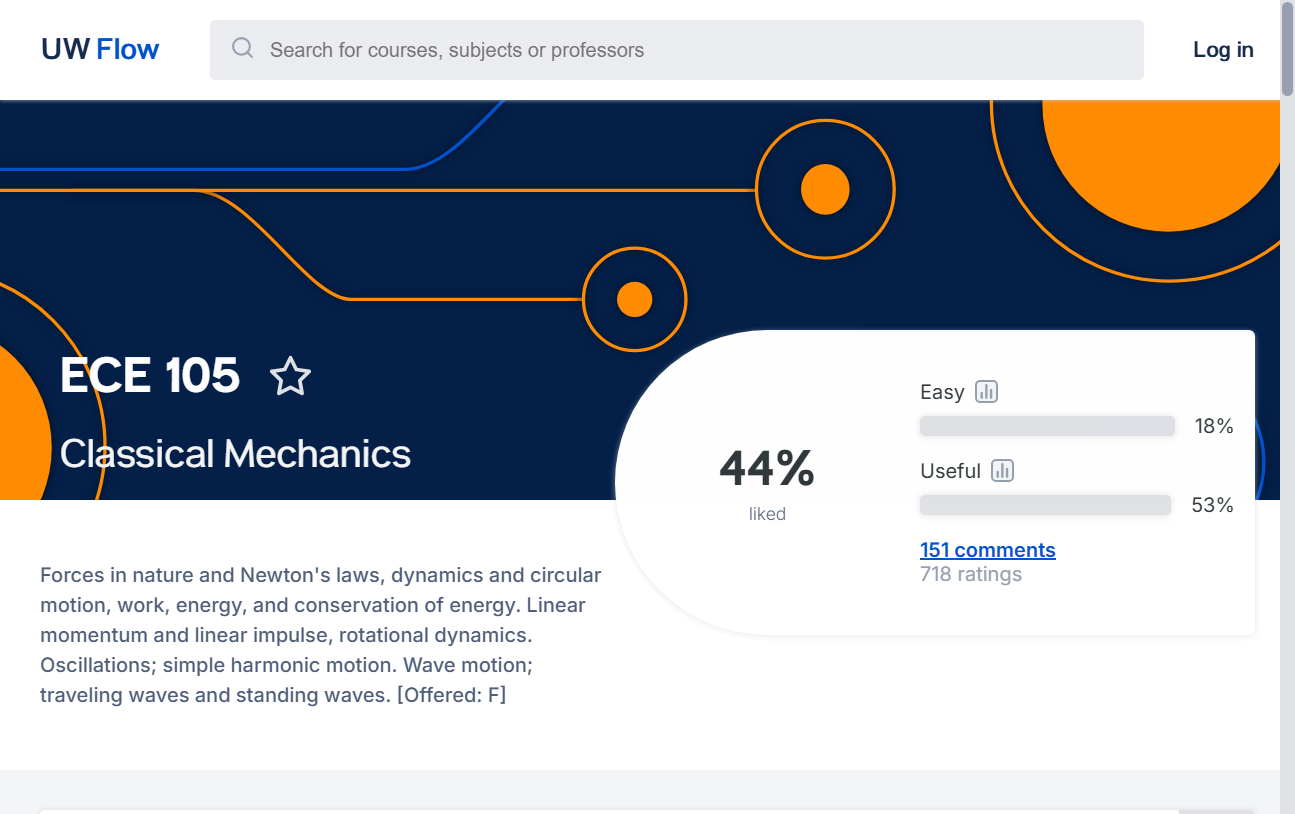 UW Flow
Search for courses, subjects or professors
Log in
ECE 105
Classical Mechanics
44%
liked
Easy
18%
Useful
53%
151 comments
718 ratings
Forces in nature and Newton's laws, dynamics and circular
motion, work, energy, and conservation of energy. Linear
momentum and linear impulse, rotational dynamics.
Oscillations; simple harmonic motion. Wave motion;
traveling waves and standing waves. [Offered: F]